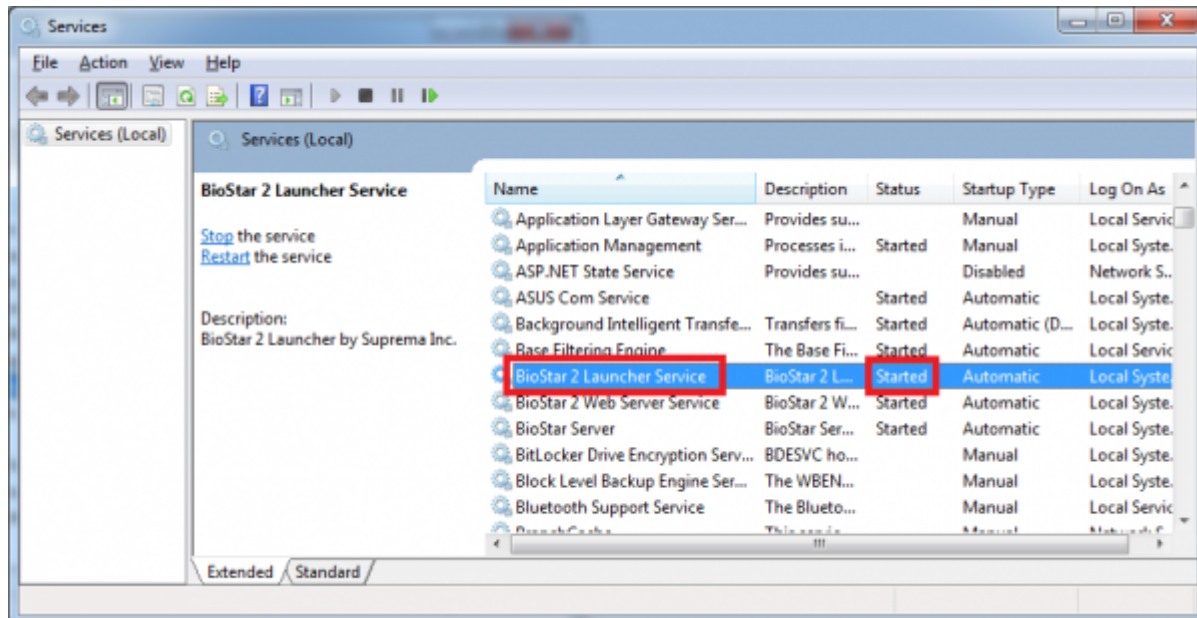 Services
File Action View Help
Services (Local)
Services (Local)
BioStar 2 Launcher Service
Stop the service
Restart the service
Description:
BioStar 2 Launcher by Suprema Inc.
Name Description Status Startup Type Log On As
Application Layer Gateway Ser... Provides su... Manual Local Servic
Application Management Processes i... Started Manual Local Syste.
ASP.NET State Service Provides su... Disabled Network S..
ASUS Com Service Started Automatic Local Syste.
Background Intelligent Transfe... Transfers fi... Started Automatic (D... Local Syste.
Base Filtering Engine The Base Fi... Started Automatic Local Servic
BioStar 2 Launcher Service BioStar 2 L... Started Automatic Local Syste
BioStar 2 Web Server Service BioStar 2 W... Started Automatic Local Syste.
BioStar Server BioStar Ser... Started Automatic Local Syste.
BitLocker Drive Encryption Serv... BDESVC ho... Manual Local Syste.
Block Level Backup Engine Ser... The WBEN... Manual Local Syste.
Bluetooth Support Service The Blueto... Manual Local Servic
Extended Standard